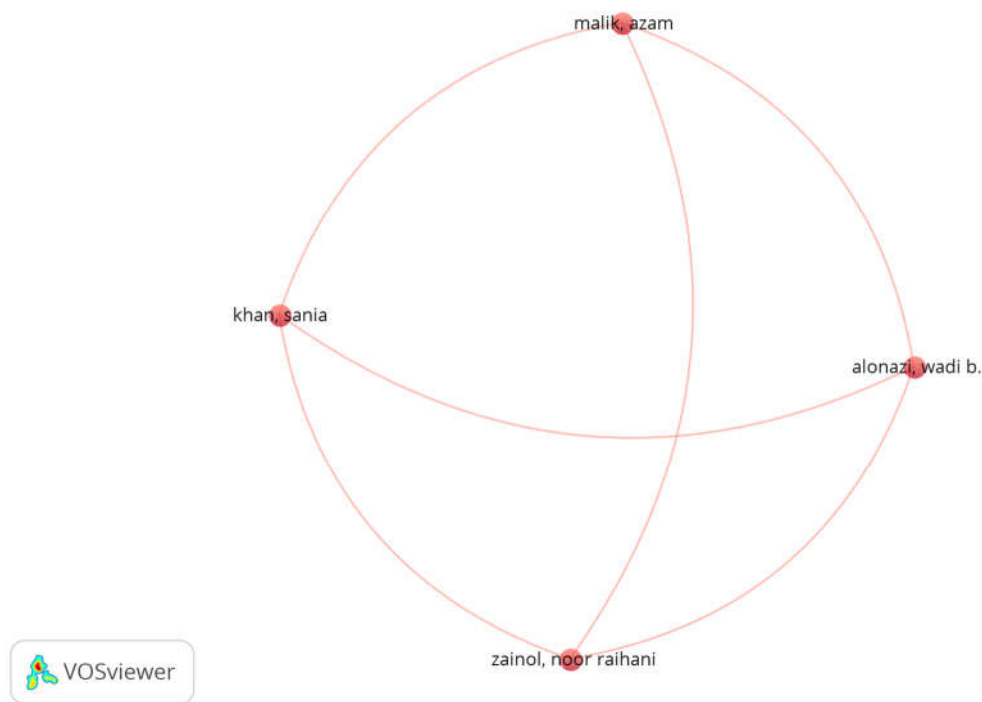 malik, azam
khan, sania
alonazi, wadi b.
zainol, noor raihani
VOSviewer